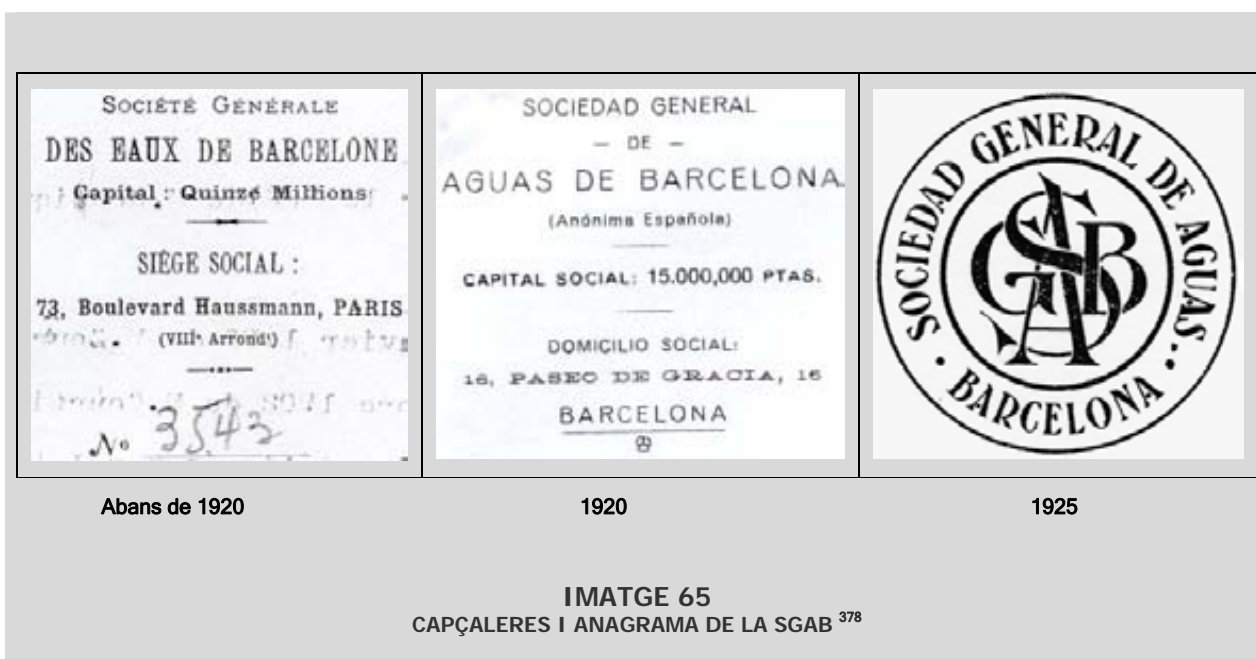 SOCIÉTÉ GÉNÉRALE
DES EAUX DE BARCELONE
Capital : Quinze Millions
SIÈGE SOCIAL :
73, Boulevard Haussmann, PARIS
(VIIIe Arrondt)
No 3543
SOCIEDAD GENERAL
— DE —
AGUAS DE BARCELONA
(Anónima Española)
CAPITAL SOCIAL: 15.000,000 PTAS.
DOMICILIO SOCIAL:
16, PASEO DE GRACIA, 16
BARCELONA
SOCIEDAD GENERAL DE AGUAS..
• BARCELONA •
SGAB
Abans de 1920
1920
1925
IMATGE 65
CAPÇALERES I ANAGRAMA DE LA SGAB 378